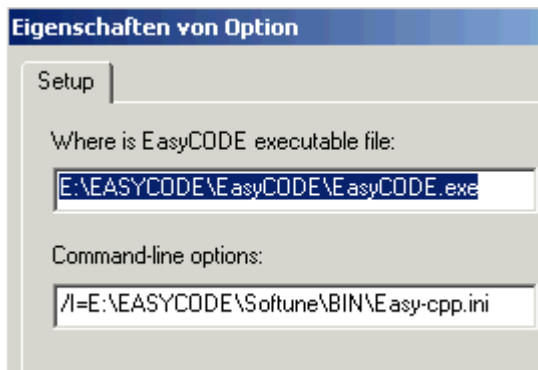 Eigenschaften von Option
Setup
Where is EasyCODE executable file:
E:\EASYCODE\EasyCODE\EasyCODE.exe
Command-line options:
/I=E:\EASYCODE\Softune\BIN\Easy-cpp.ini